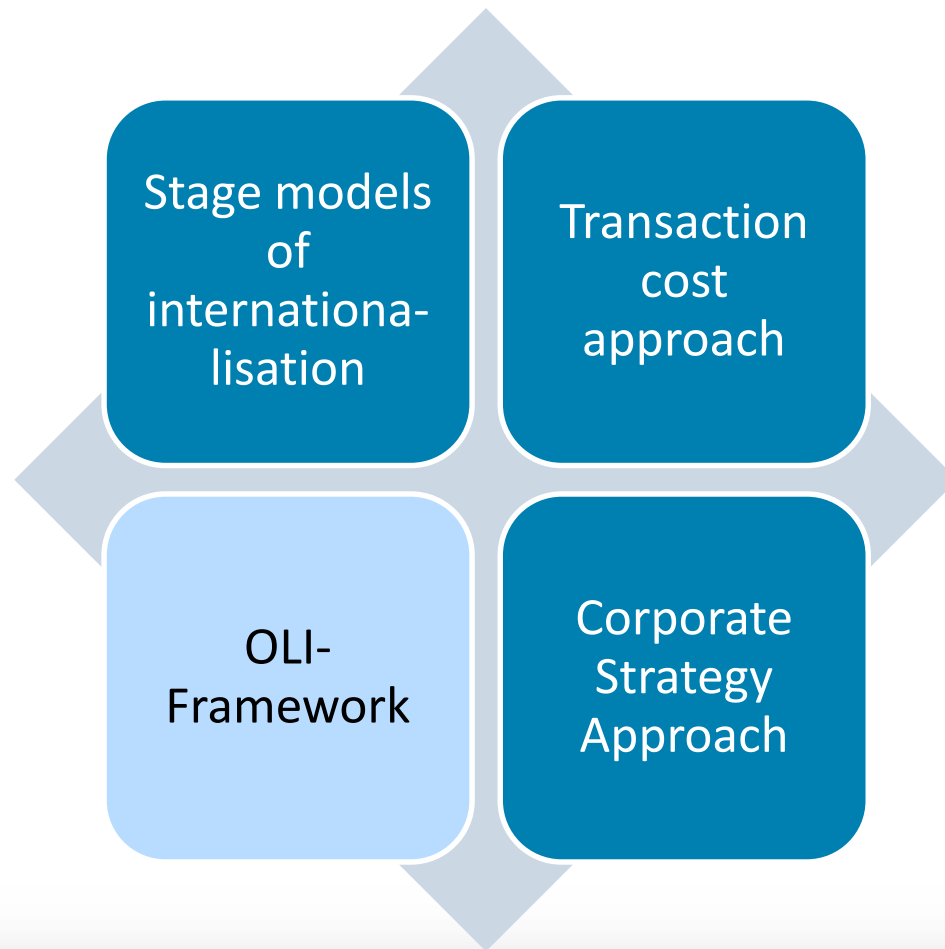 Stage models
of
internationa-
lisation
Transaction
cost
approach
OLI-
Framework
Corporate
Strategy
Approach